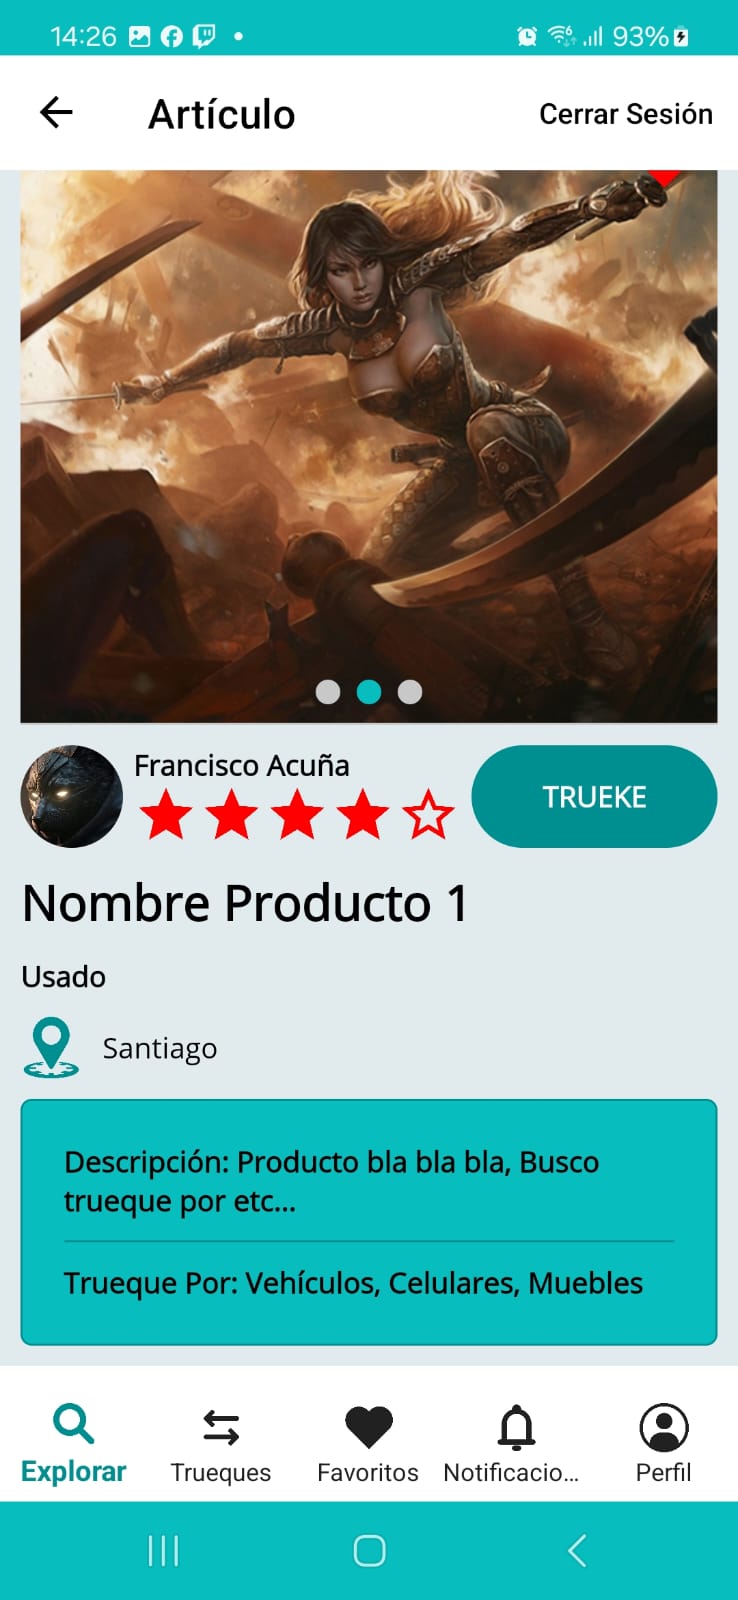 14:26 93%
Artículo Cerrar Sesión
Francisco Acuña
TRUEKE
Nombre Producto 1
Usado
Santiago
Descripción: Producto bla bla bla, Busco
trueque por etc...
Trueque Por: Vehículos, Celulares, Muebles
Explorar Trueques Favoritos Notificacio... Perfil